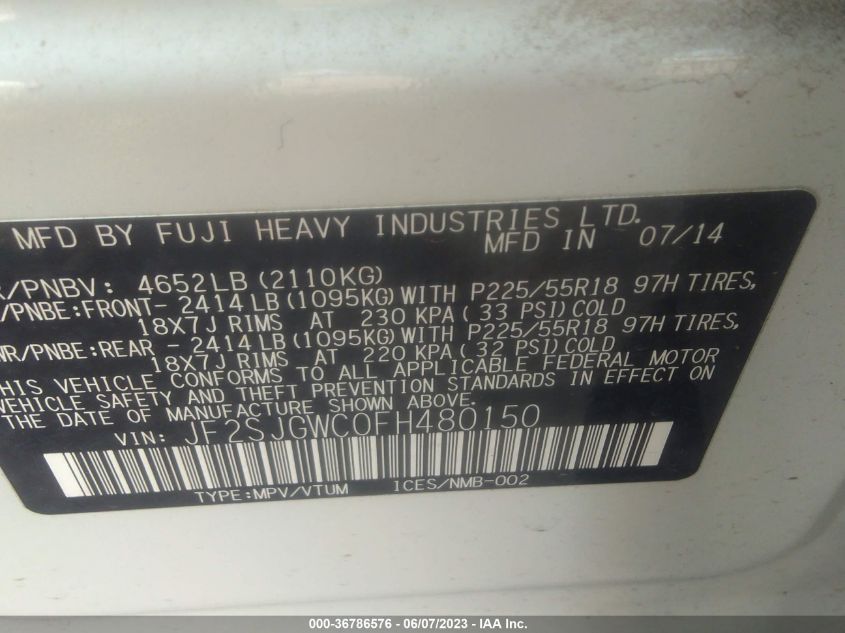 MFD BY FUJI HEAVY INDUSTRIES LTD.
MFD IN 07/14
R/PNBV: 4652LB (2110KG)
/PNBE:FRONT- 2414 LB (1095KG) WITH P225/55R18 97H TIRES,
18X7J RIMS AT 230 KPA ( 33 PSI) COLD
WR/PNBE:REAR - 2414 LB (1095KG) WITH P225/55R18 97H TIRES,
18X7J RIMS AT 220 KPA ( 32 PSI) COLD
HIS VEHICLE CONFORMS TO ALL APPLICABLE FEDERAL MOTOR
VEHICLE SAFETY AND THEFT PREVENTION STANDARDS IN EFFECT ON
THE DATE OF MANUFACTURE SHOWN ABOVE.
VIN: JF2SJGWC0FH480150
TYPE:MPV/VTUM ICES/NMB-002
000-36786576 - 06/07/2023 - IAA Inc.